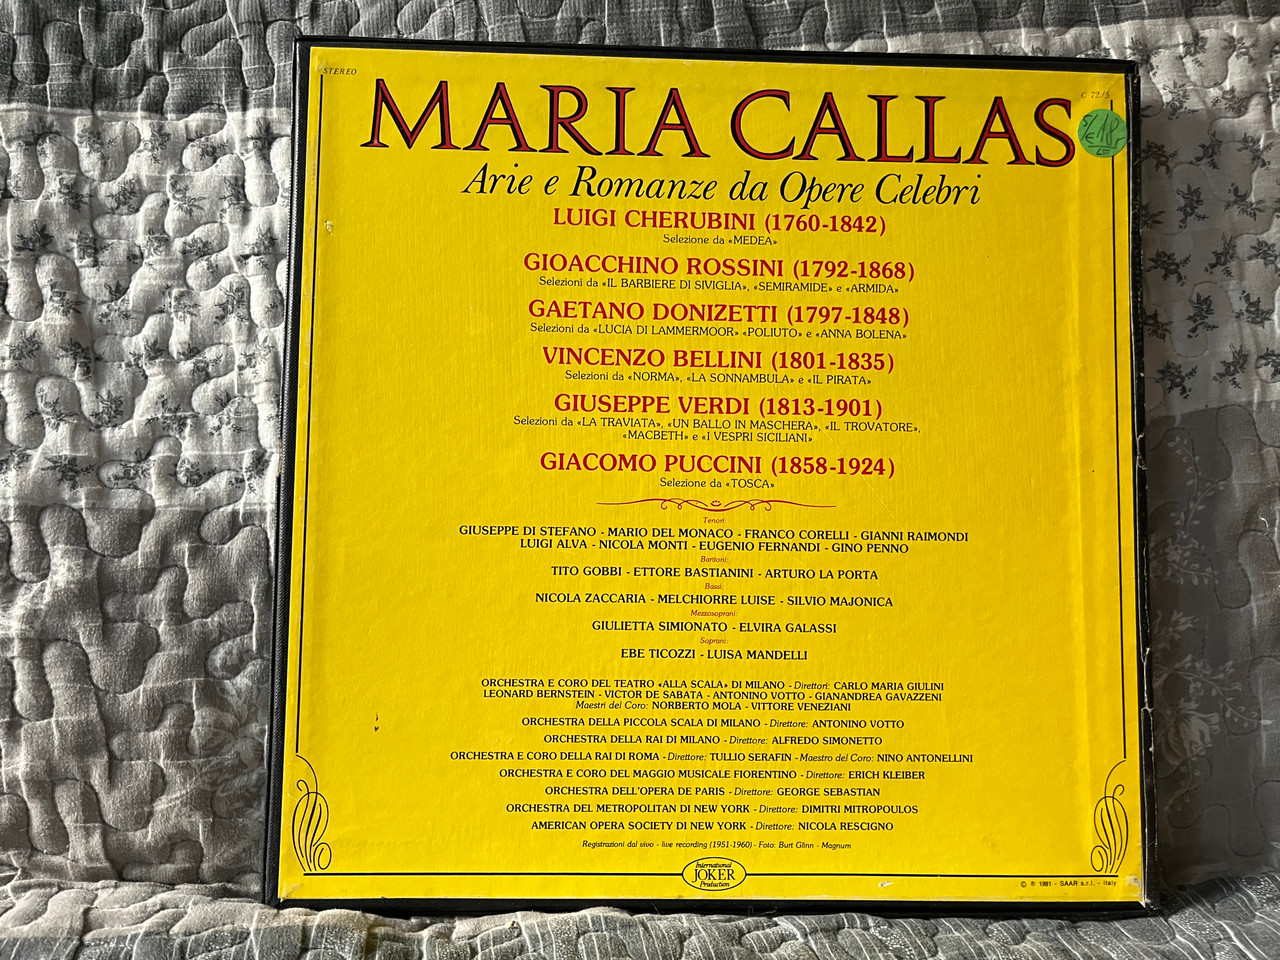 STEREO
C 72/5
MARIA CALLAS
Arie e Romanze da Opere Celebri
LUIGI CHERUBINI (1760-1842)
Selezione da «MEDEA»
GIOACCHINO ROSSINI (1792-1868)
Selezioni da «IL BARBIERE DI SIVIGLIA», «SEMIRAMIDE» e «ARMIDA»
GAETANO DONIZETTI (1797-1848)
Selezioni da «LUCIA DI LAMMERMOOR» «POLIUTO» e «ANNA BOLENA»
VINCENZO BELLINI (1801-1835)
Selezioni da «NORMA», «LA SONNAMBULA» e «IL PIRATA»
GIUSEPPE VERDI (1813-1901)
Selezioni da «LA TRAVIATA», «UN BALLO IN MASCHERA», «IL TROVATORE»,
«MACBETH» e «I VESPRI SICILIANI»
GIACOMO PUCCINI (1858-1924)
Selezione da «TOSCA»
Tenori:
GIUSEPPE DI STEFANO - MARIO DEL MONACO - FRANCO CORELLI - GIANNI RAIMONDI
LUIGI ALVA - NICOLA MONTI - EUGENIO FERNANDI - GINO PENNO
Baritoni:
TITO GOBBI - ETTORE BASTIANINI - ARTURO LA PORTA
Bassi:
NICOLA ZACCARIA - MELCHIORRE LUISE - SILVIO MAJONICA
Mezzosoprani:
GIULIETTA SIMIONATO - ELVIRA GALASSI
Soprani:
EBE TICOZZI - LUISA MANDELLI
ORCHESTRA E CORO DEL TEATRO «ALLA SCALA» DI MILANO - Direttori: CARLO MARIA GIULINI
LEONARD BERNSTEIN - VICTOR DE SABATA - ANTONINO VOTTO - GIANANDREA GAVAZZENI
Maestri del Coro: NORBERTO MOLA - VITTORE VENEZIANI
ORCHESTRA DELLA PICCOLA SCALA DI MILANO - Direttore: ANTONINO VOTTO
ORCHESTRA DELLA RAI DI MILANO - Direttore: ALFREDO SIMONETTO
ORCHESTRA E CORO DELLA RAI DI ROMA - Direttore: TULLIO SERAFIN - Maestro del Coro: NINO ANTONELLINI
ORCHESTRA E CORO DEL MAGGIO MUSICALE FIORENTINO - Direttore: ERICH KLEIBER
ORCHESTRA DELL'OPERA DE PARIS - Direttore: GEORGE SEBASTIAN
ORCHESTRA DEL METROPOLITAN DI NEW YORK - Direttore: DIMITRI MITROPOULOS
AMERICAN OPERA SOCIETY DI NEW YORK - Direttore: NICOLA RESCIGNO
Registrazioni dal vivo - live recording (1951-1960) - Foto: Burt Glinn - Magnum
International
JOKER
Production
© ℗ 1981 - SAAR s.r.l. - Italy